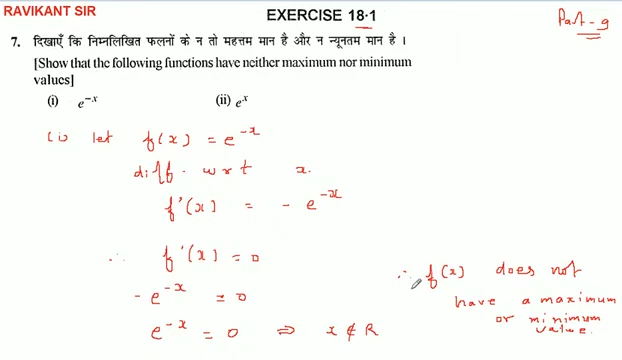 RAVIKANT SIR
EXERCISE 18·1
Part - 9
7. दिखाएँ कि निम्नलिखित फलनों के न तो महत्तम मान है और न न्यूनतम मान है ।
[Show that the following functions have neither maximum nor minimum
values]
(i) e⁻ˣ (ii) eˣ
(i) let f(x) = e⁻ˣ
diff. wrt x.
f'(x) = - e⁻ˣ
∴ f'(x) = 0
- e⁻ˣ = 0
e⁻ˣ = 0 ⇒ x ∉ R
∴ f(x) does not
have a maximum
or minimum
value.